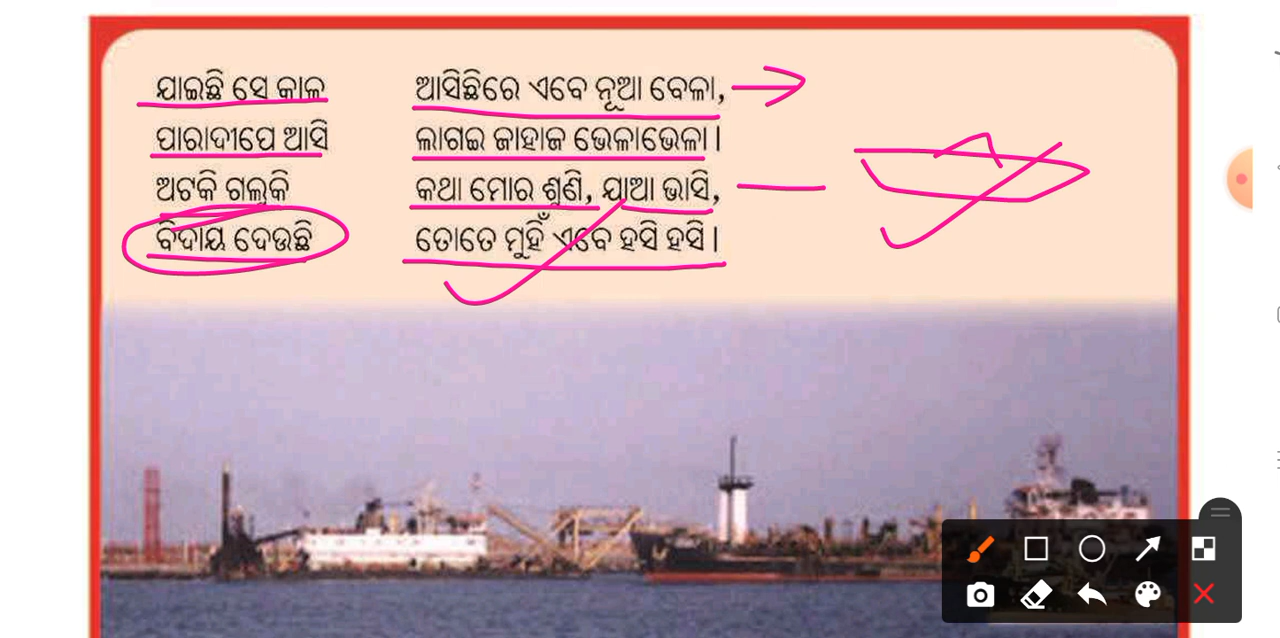 ଯାଇଛି ସେ କାଳ ଆସିଛିରେ ଏବେ ନୂଆ ବେଳା,
ପାରାଦୀପେ ଆସି ଲାଗଇ ଜାହାଜ ଭେଳାଭେଳା।
ଅଟକି ଗଲୁକି କଥା ମୋର ଶୁଣି, ଯାଆ ଭାସି,
ବିଦାୟ ଦେଉଛି ତୋତେ ମୁହିଁ ଏବେ ହସି ହସି।